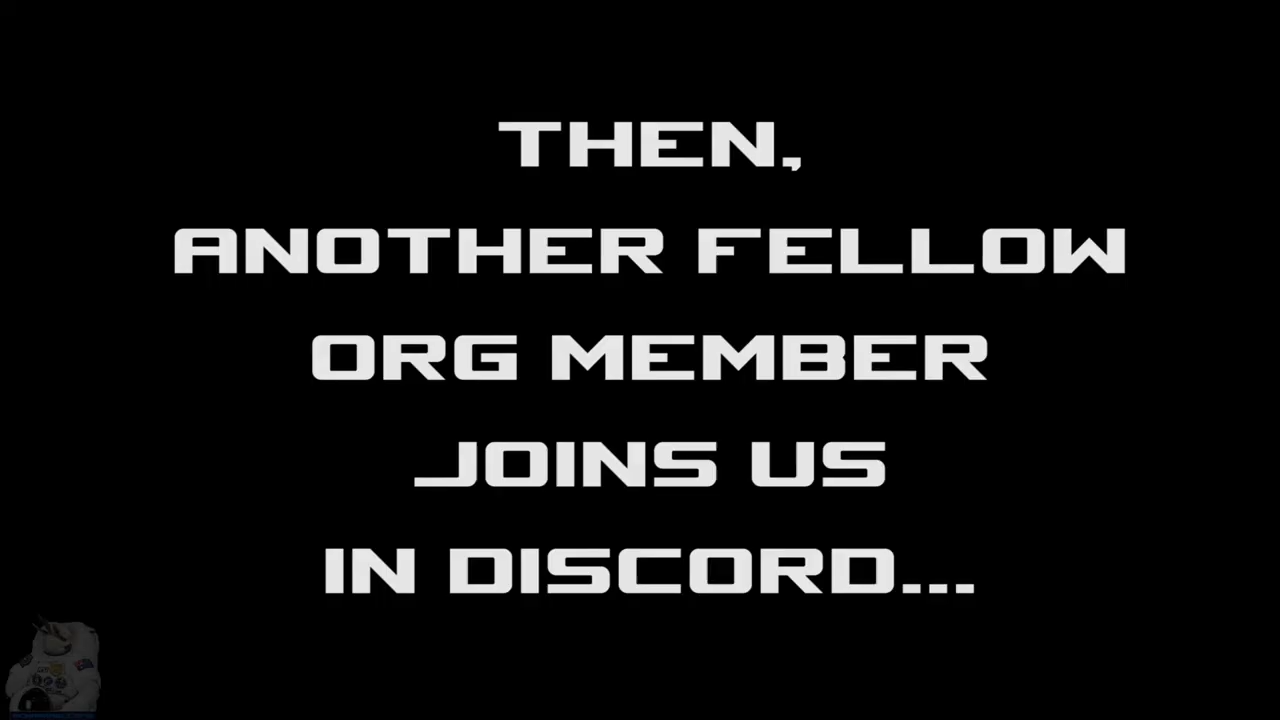 THEN,
ANOTHER FELLOW
ORG MEMBER
JOINS US
IN DISCORD...